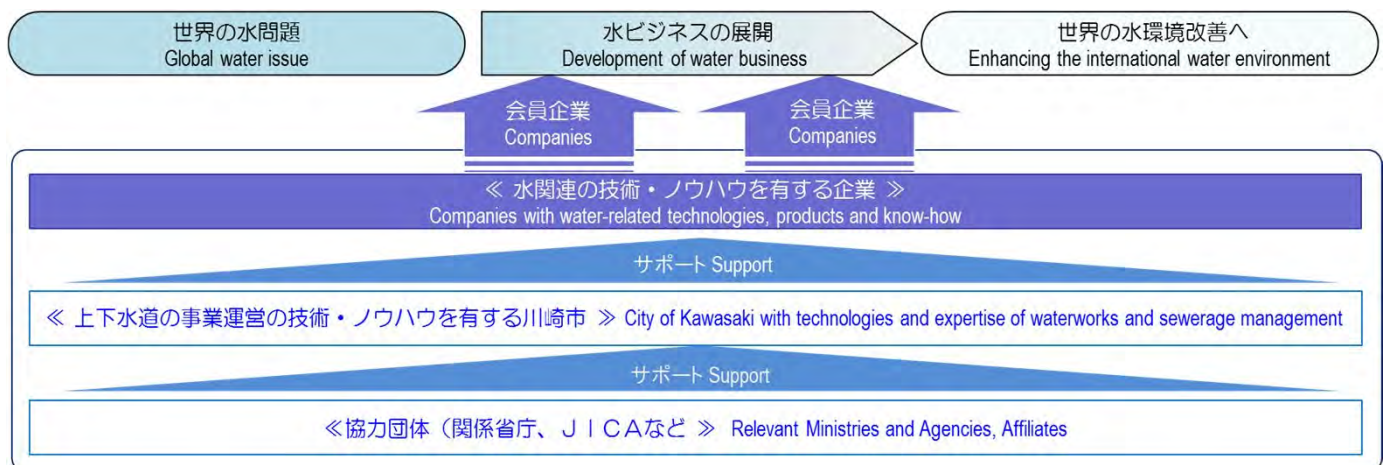 世界の水問題
Global water issue
水ビジネスの展開
Development of water business
世界の水環境改善へ
Enhancing the international water environment
会員企業
Companies
会員企業
Companies
≪ 水関連の技術・ノウハウを有する企業 ≫
Companies with water-related technologies, products and know-how
サポート Support
≪ 上下水道の事業運営の技術・ノウハウを有する川崎市 ≫ City of Kawasaki with technologies and expertise of waterworks and sewerage management
サポート Support
≪協力団体（関係省庁、ＪＩＣＡなど ≫ Relevant Ministries and Agencies, Affiliates